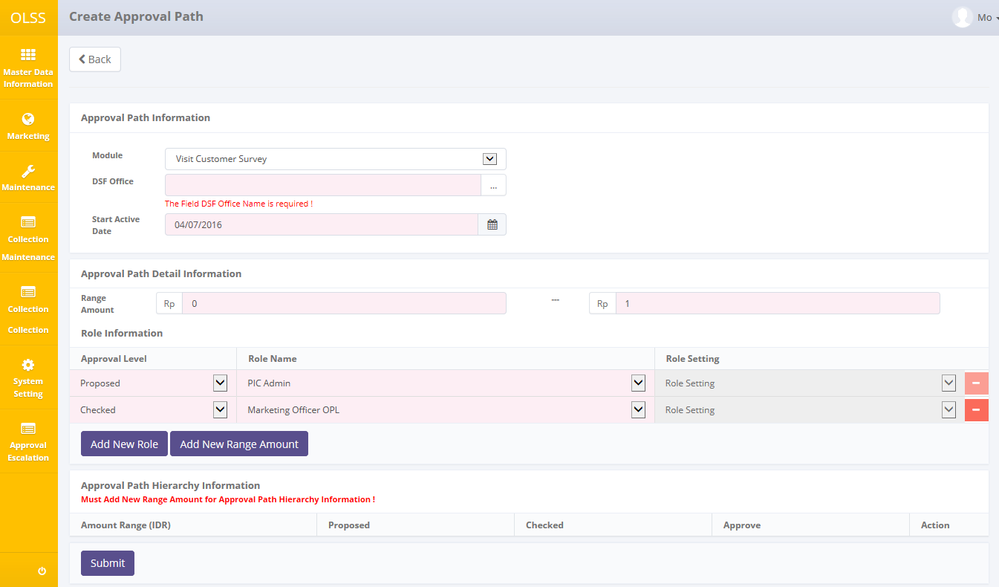 OLSS
Create Approval Path
Mo
Back
Master Data
Information
Marketing
Maintenance
Collection
Maintenance
Collection
Collection
System
Setting
Approval
Escalation
Approval Path Information
Module
Visit Customer Survey
DSF Office
...
The Field DSF Office Name is required !
Start Active
Date
04/07/2016
Approval Path Detail Information
Range
Amount
Rp
0
---
Rp
1
Role Information
Approval Level
Role Name
Role Setting
Proposed
PIC Admin
Role Setting
Checked
Marketing Officer OPL
Role Setting
Add New Role
Add New Range Amount
Approval Path Hierarchy Information
Must Add New Range Amount for Approval Path Hierarchy Information !
Amount Range (IDR)
Proposed
Checked
Approve
Action
Submit